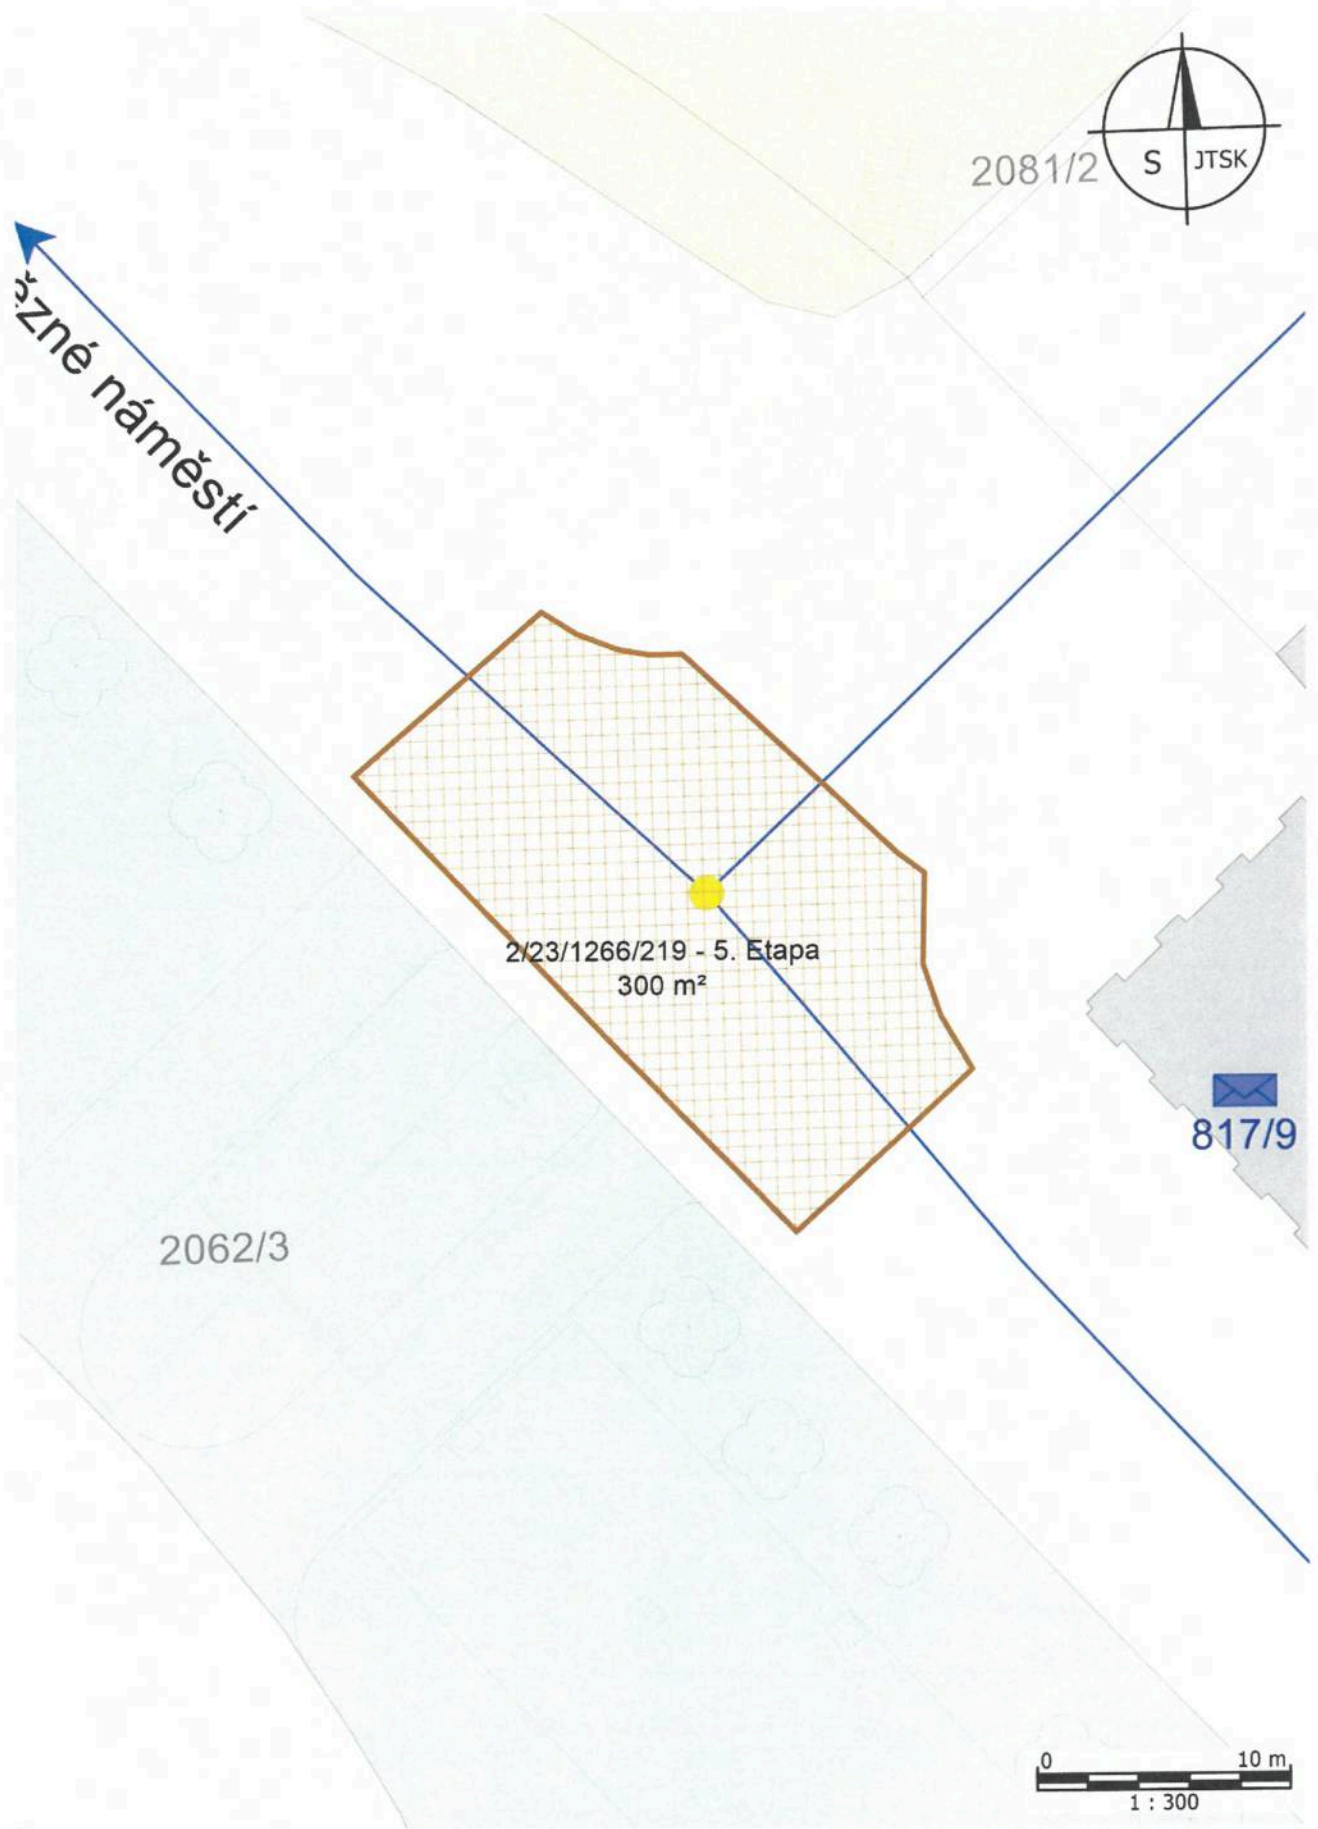 2081/2
S JTSK
ězné náměstí
2/23/1266/219 - 5. Etapa
300 m²
817/9
2062/3
0 10 m
1 : 300